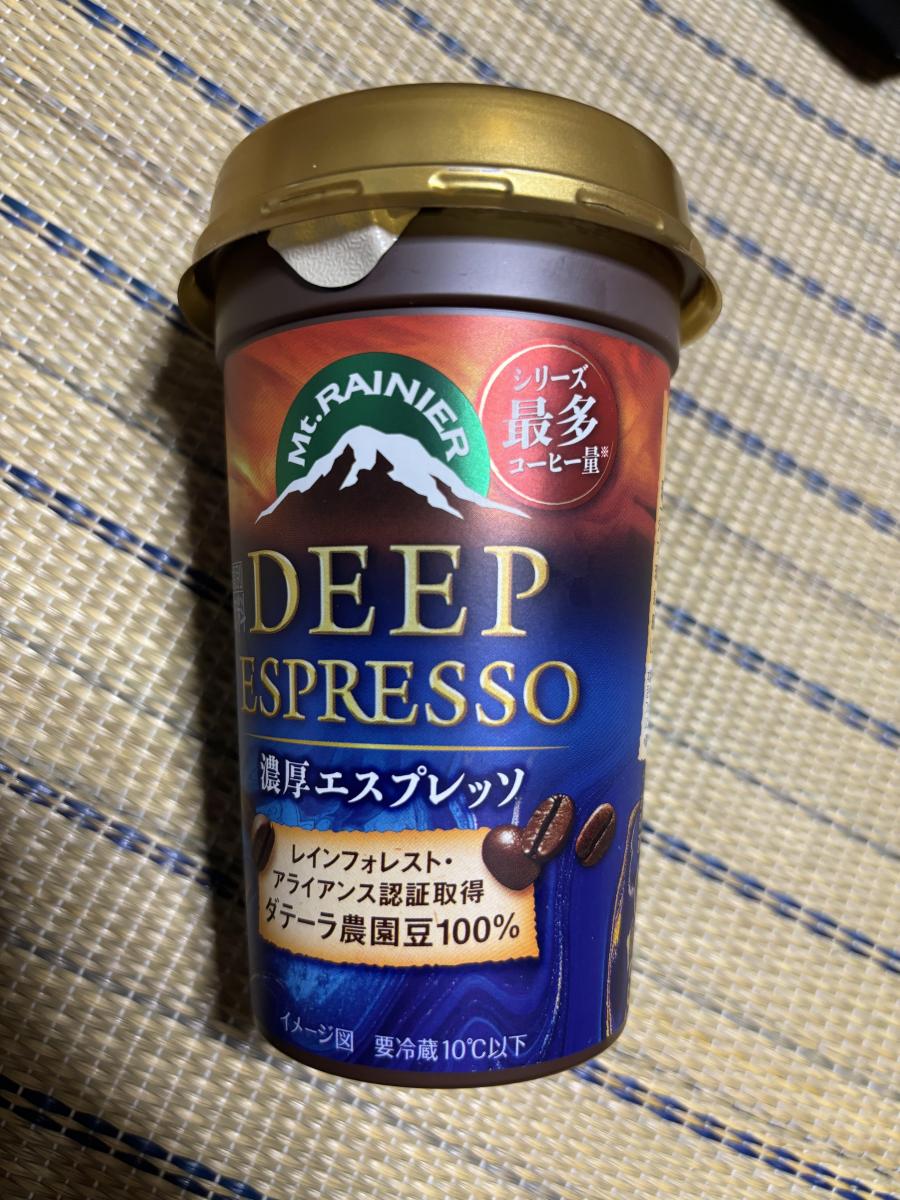 Mt.RAINIER
シリーズ
最多
コーヒー量※
DEEP
ESPRESSO
濃厚エスプレッソ
レインフォレスト・
アライアンス認証取得
ダテーラ農園豆100%
イメージ図 要冷蔵10℃以下